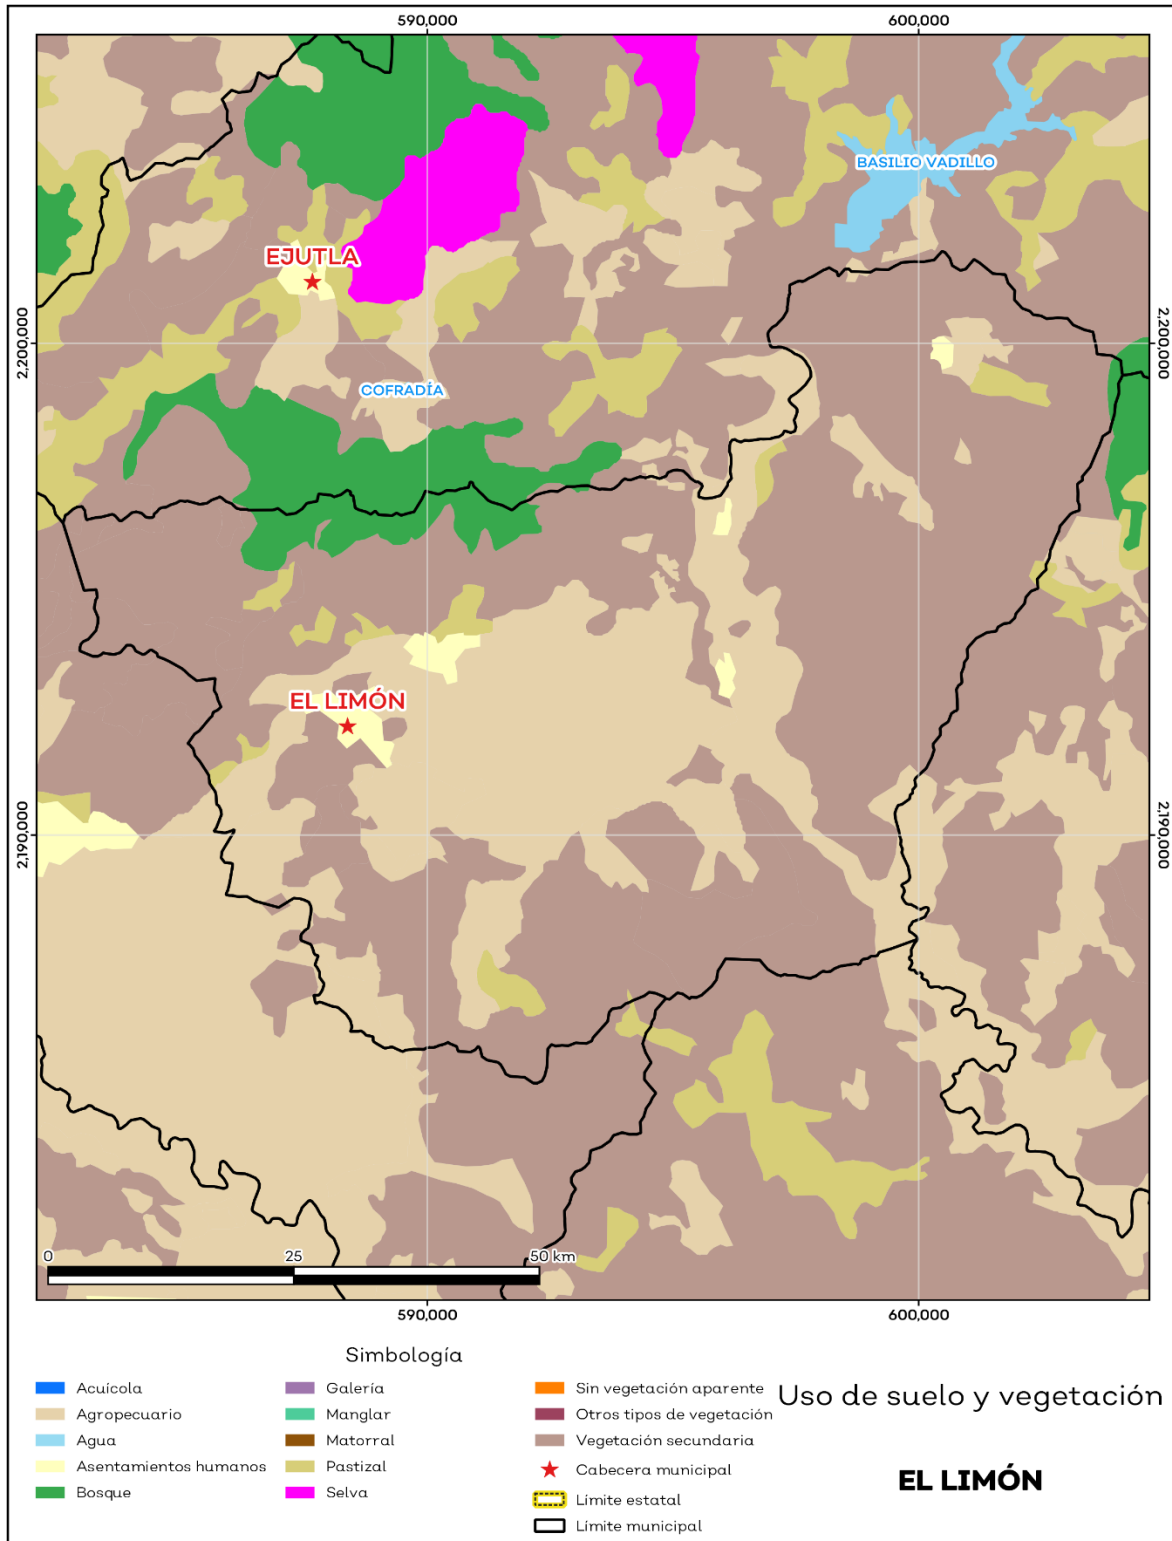 590,000
600,000
BASILIO VADILLO
EJUTLA
2,200,000
2,200,000
COFRADÍA
EL LIMÓN
2,190,000
2,190,000
0
25
50 km
590,000
600,000
Simbología
Acuícola
Agropecuario
Agua
Asentamientos humanos
Bosque
Galería
Manglar
Matorral
Pastizal
Selva
Sin vegetación aparente
Otros tipos de vegetación
Vegetación secundaria
Cabecera municipal
Límite estatal
Límite municipal
Uso de suelo y vegetación
EL LIMÓN